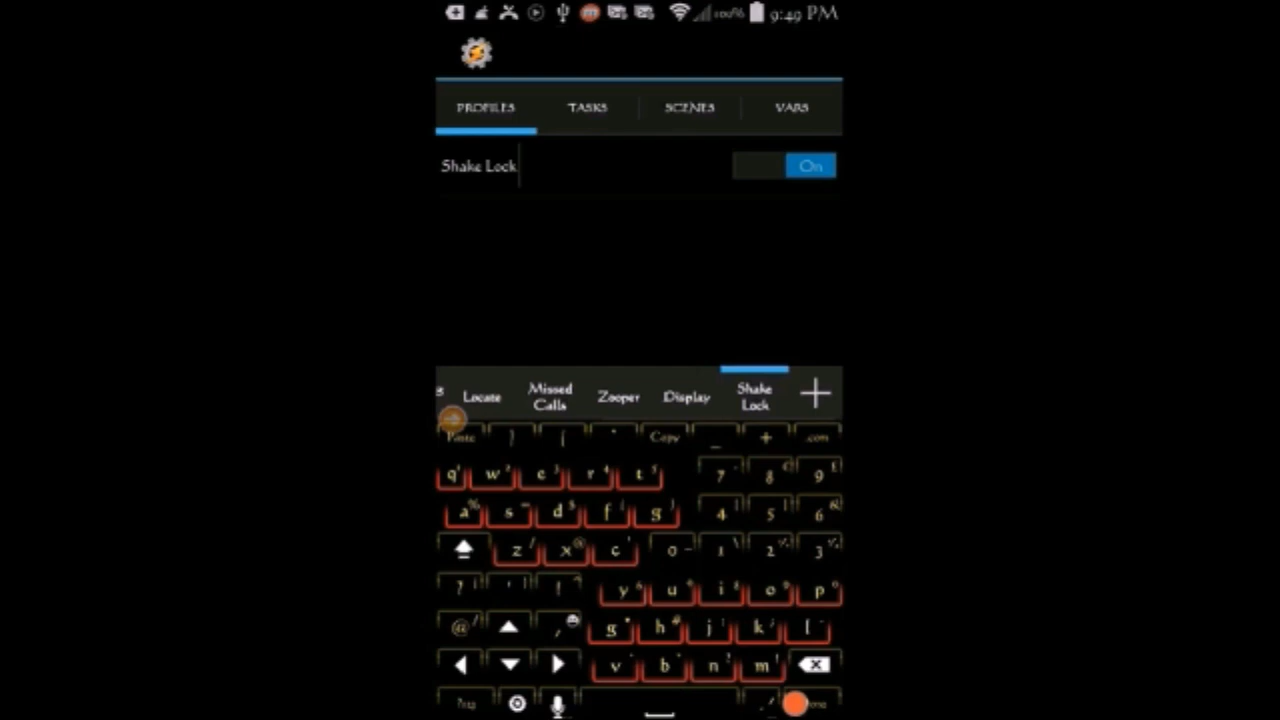 100% 9:49 PM
PROFILES TASKS SCENES VARS
Shake Lock On
Locate Missed Calls Zooper Display Shake Lock +
Paste } { Copy _ + .com
q w e r t 7 8 9
a s d f g 4 5 6
z x c 0 1 2 3
? ' ! y u i o p
@ , g h j k l
v b n m